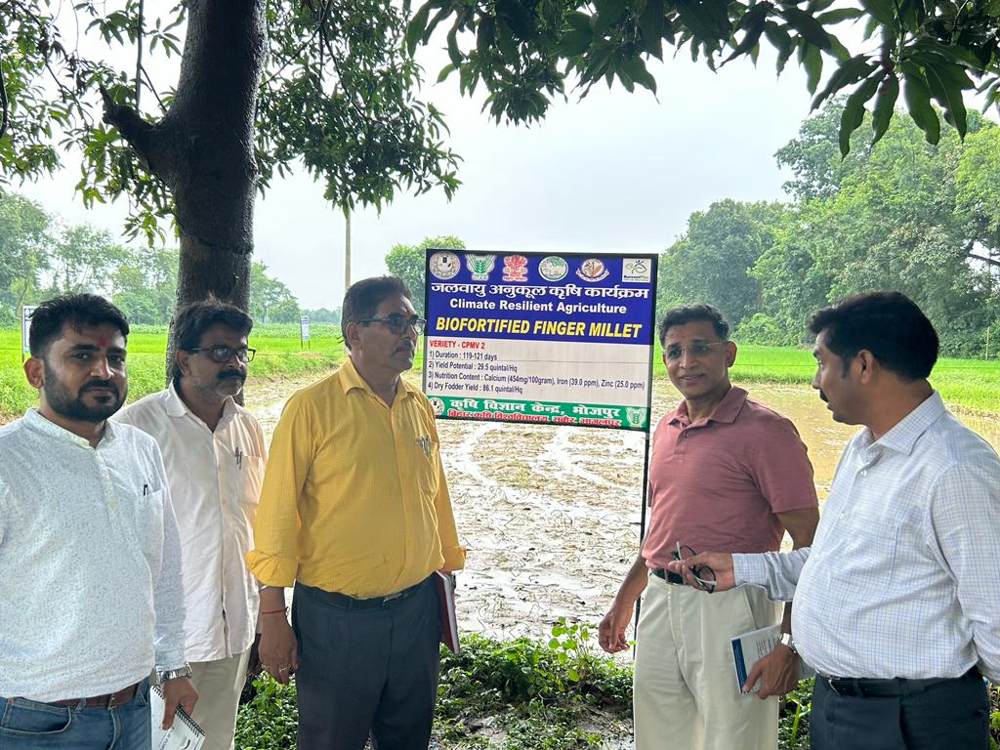 HarvestPlus
जलवायु अनुकूल कृषि कार्यक्रम
Climate Resilient Agriculture
BIOFORTIFIED FINGER MILLET
VERIETY - CPMV 2
1) Duration : 119-121 days
2) Yield Potential : 29.5 quintal/Hq
3) Nutrition Content : Calcium (454mg/100gram), Iron (39.0 ppm), Zinc (25.0 ppm)
4) Dry Fodder Yield : 86.1 quintal/Hq
कृषि विज्ञान केन्द्र, भोजपुर
बिहार कृषि विश्वविद्यालय, सबौर, भागलपुर